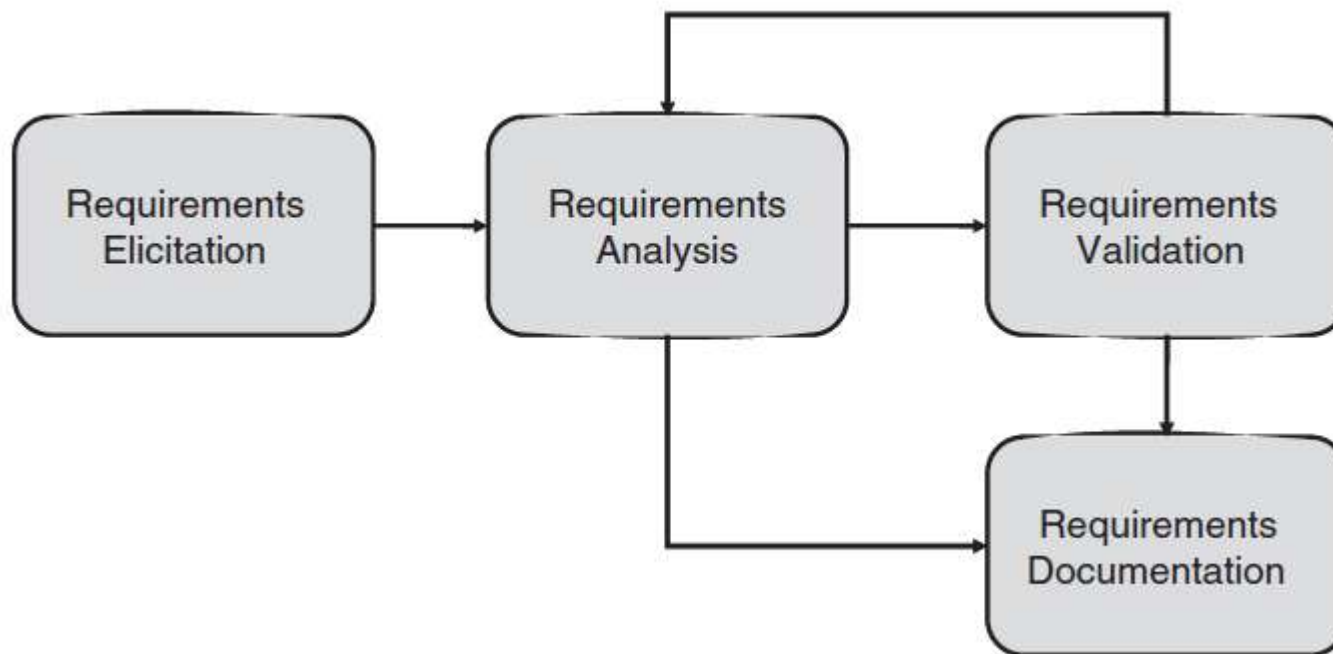 Requirements
Elicitation
Requirements
Analysis
Requirements
Validation
Requirements
Documentation